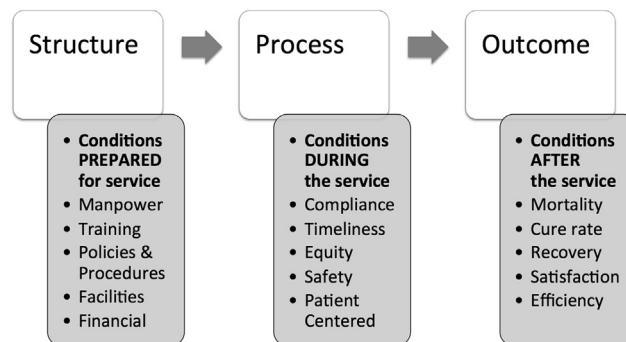 Structure
Process
Outcome
• Conditions
PREPARED
for service
• Manpower
• Training
• Policies &
Procedures
• Facilities
• Financial
• Conditions
DURING
the service
• Compliance
• Timeliness
• Equity
• Safety
• Patient
Centered
• Conditions
AFTER
the service
• Mortality
• Cure rate
• Recovery
• Satisfaction
• Efficiency